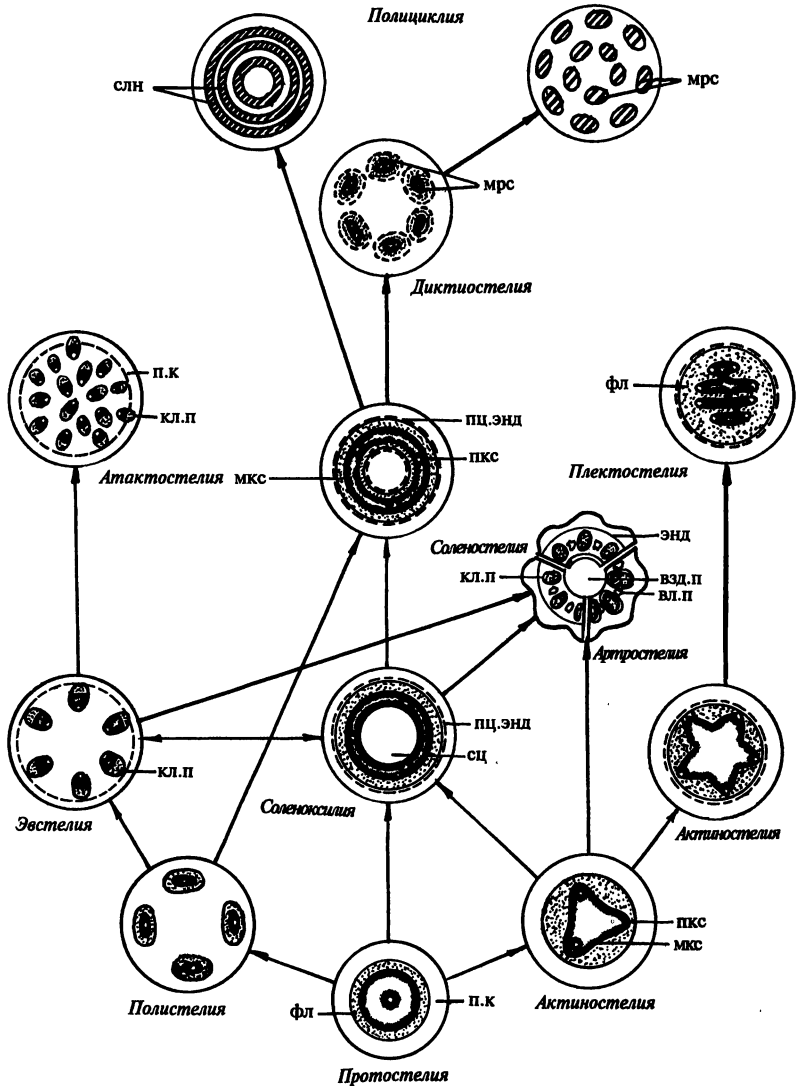 Полициклия
слн
мрс
мрс
Диктиостелия
п.к
кл.п
Атактостелия
пц.энд
пкс
мкс
фл
Плектостелия
Соленостелия
энд
кл.п
взд.п
вл.п
Артростелия
кл.п
Эвстелия
пц.энд
сц
Соленоксилия
Актиностелия
Полистелия
фл
п.к
Протостелия
пкс
мкс
Актиностелия